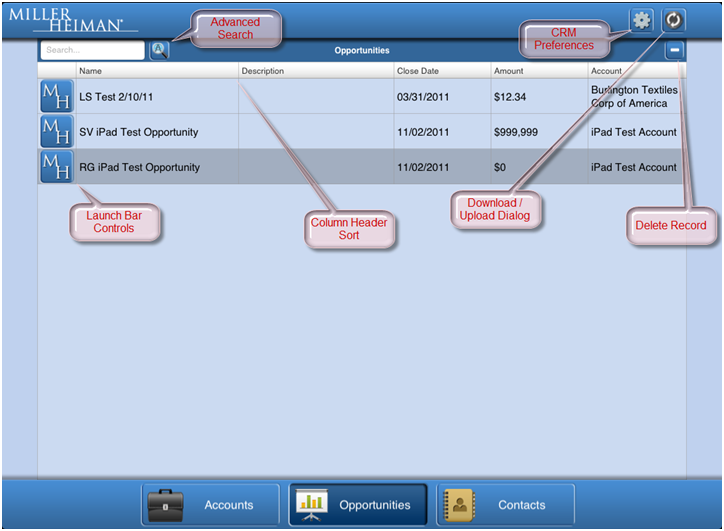 MILLER
HEIMAN
Advanced
Search
CRM
Preferences
Search...
A
Opportunities
Name Description Close Date Amount Account
MH LS Test 2/10/11 03/31/2011 $12.34 Burlington Textiles
Corp of America
MH SV iPad Test Opportunity 11/02/2011 $999,999 iPad Test Account
MH RG iPad Test Opportunity 11/02/2011 $0 iPad Test Account
Launch Bar
Controls
Column Header
Sort
Download /
Upload Dialog
Delete Record
Accounts Opportunities Contacts